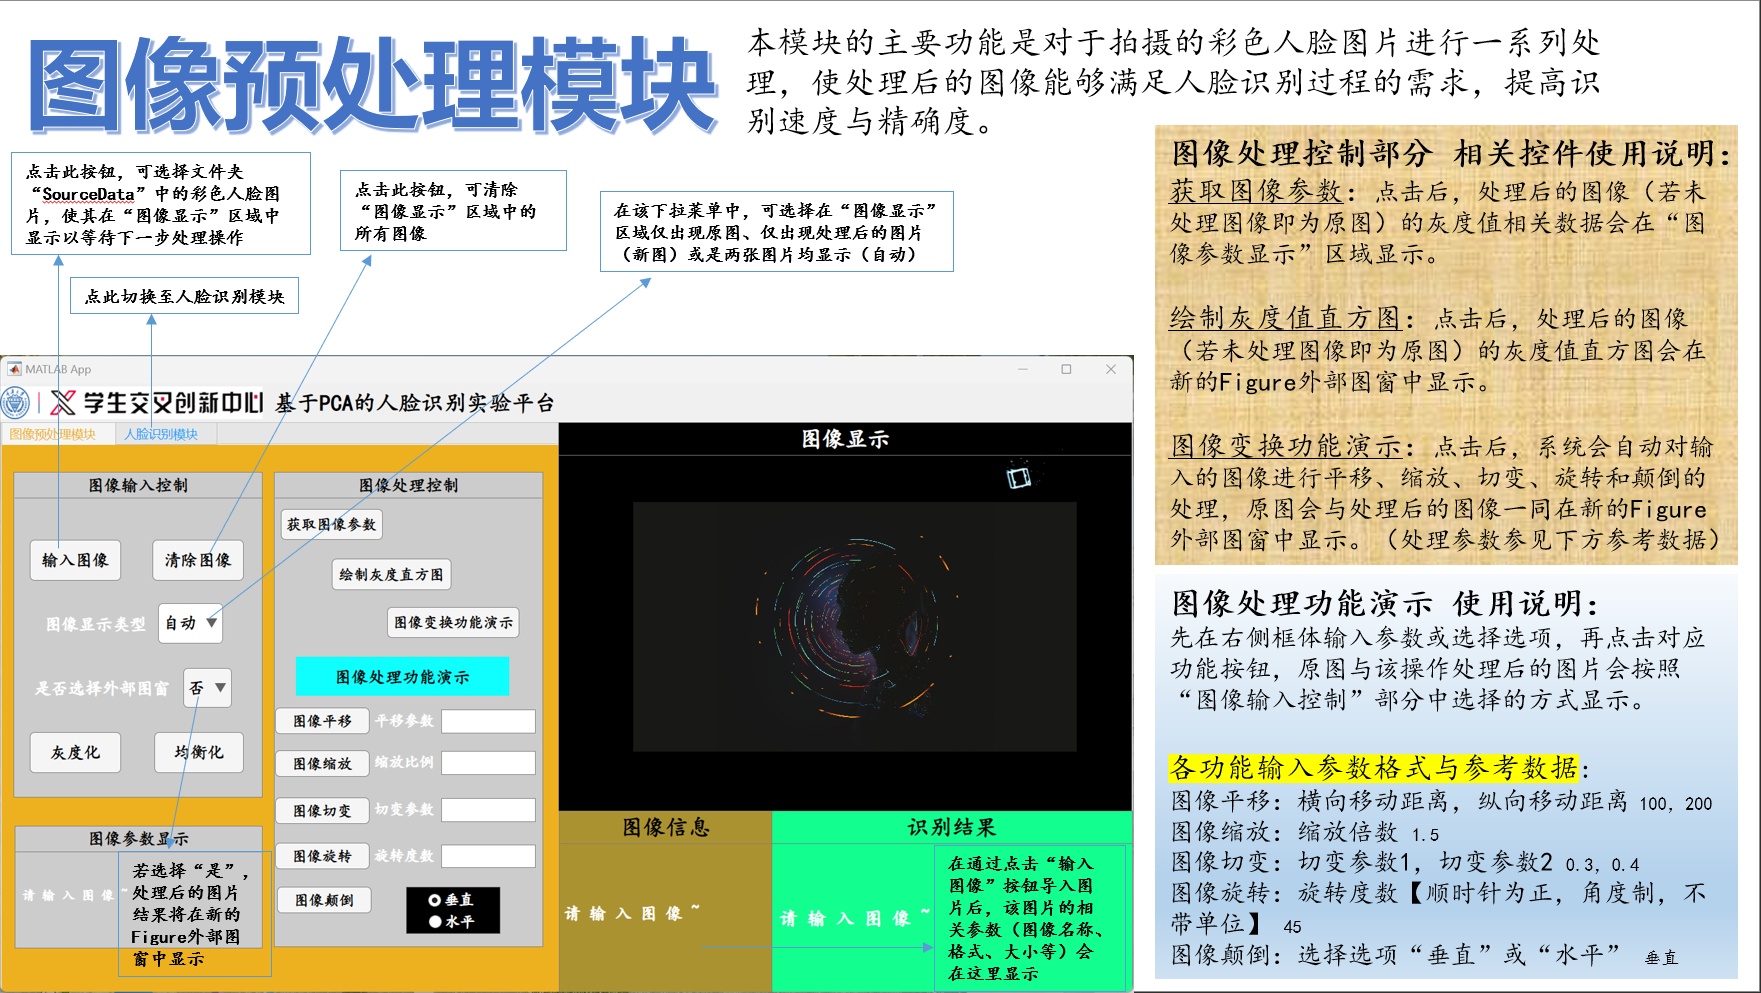 图像预处理模块
本模块的主要功能是对于拍摄的彩色人脸图片进行一系列处
理，使处理后的图像能够满足人脸识别过程的需求，提高识
别速度与精确度。
点击此按钮，可选择文件夹
“SourceData”中的彩色人脸图
片，使其在“图像显示”区域中
显示以等待下一步处理操作
点击此按钮，可清除
“图像显示”区域中的
所有图像
在该下拉菜单中，可选择在“图像显示”
区域仅出现原图、仅出现处理后的图片
（新图）或是两张图片均显示（自动）
点此切换至人脸识别模块
MATLAB App
学生交叉创新中心
基于PCA的人脸识别实验平台
图像预处理模块
人脸识别模块
图像输入控制
输入图像
清除图像
图像显示类型
自动
是否选择外部图窗
否
灰度化
均衡化
图像参数显示
请输入图像~
若选择“是”，
处理后的图片
结果将在新的
Figure外部图
窗中显示
图像处理控制
获取图像参数
绘制灰度直方图
图像变换功能演示
图像处理功能演示
图像平移
平移参数
图像缩放
缩放比例
图像切变
切变参数
图像旋转
旋转度数
图像颠倒
垂直
水平
图像显示
图像信息
请输入图像~
识别结果
请输入图像~
在通过点击“输入
图像”按钮导入图
片后，该图片的相
关参数（图像名称、
格式、大小等）会
在这里显示
图像处理控制部分 相关控件使用说明：
获取图像参数：点击后，处理后的图像（若未
处理图像即为原图）的灰度值相关数据会在“图
像参数显示”区域显示。
绘制灰度值直方图：点击后，处理后的图像
（若未处理图像即为原图）的灰度值直方图会在
新的Figure外部图窗中显示。
图像变换功能演示：点击后，系统会自动对输
入的图像进行平移、缩放、切变、旋转和颠倒的
处理，原图会与处理后的图像一同在新的Figure
外部图窗中显示。（处理参数参见下方参考数据）
图像处理功能演示 使用说明：
先在右侧框体输入参数或选择选项，再点击对应
功能按钮，原图与该操作处理后的图片会按照
“图像输入控制”部分中选择的方式显示。
各功能输入参数格式与参考数据：
图像平移：横向移动距离，纵向移动距离 100，200
图像缩放：缩放倍数 1.5
图像切变：切变参数1，切变参数2 0.3，0.4
图像旋转：旋转度数【顺时针为正，角度制，不
带单位】 45
图像颠倒：选择选项“垂直”或“水平” 垂直